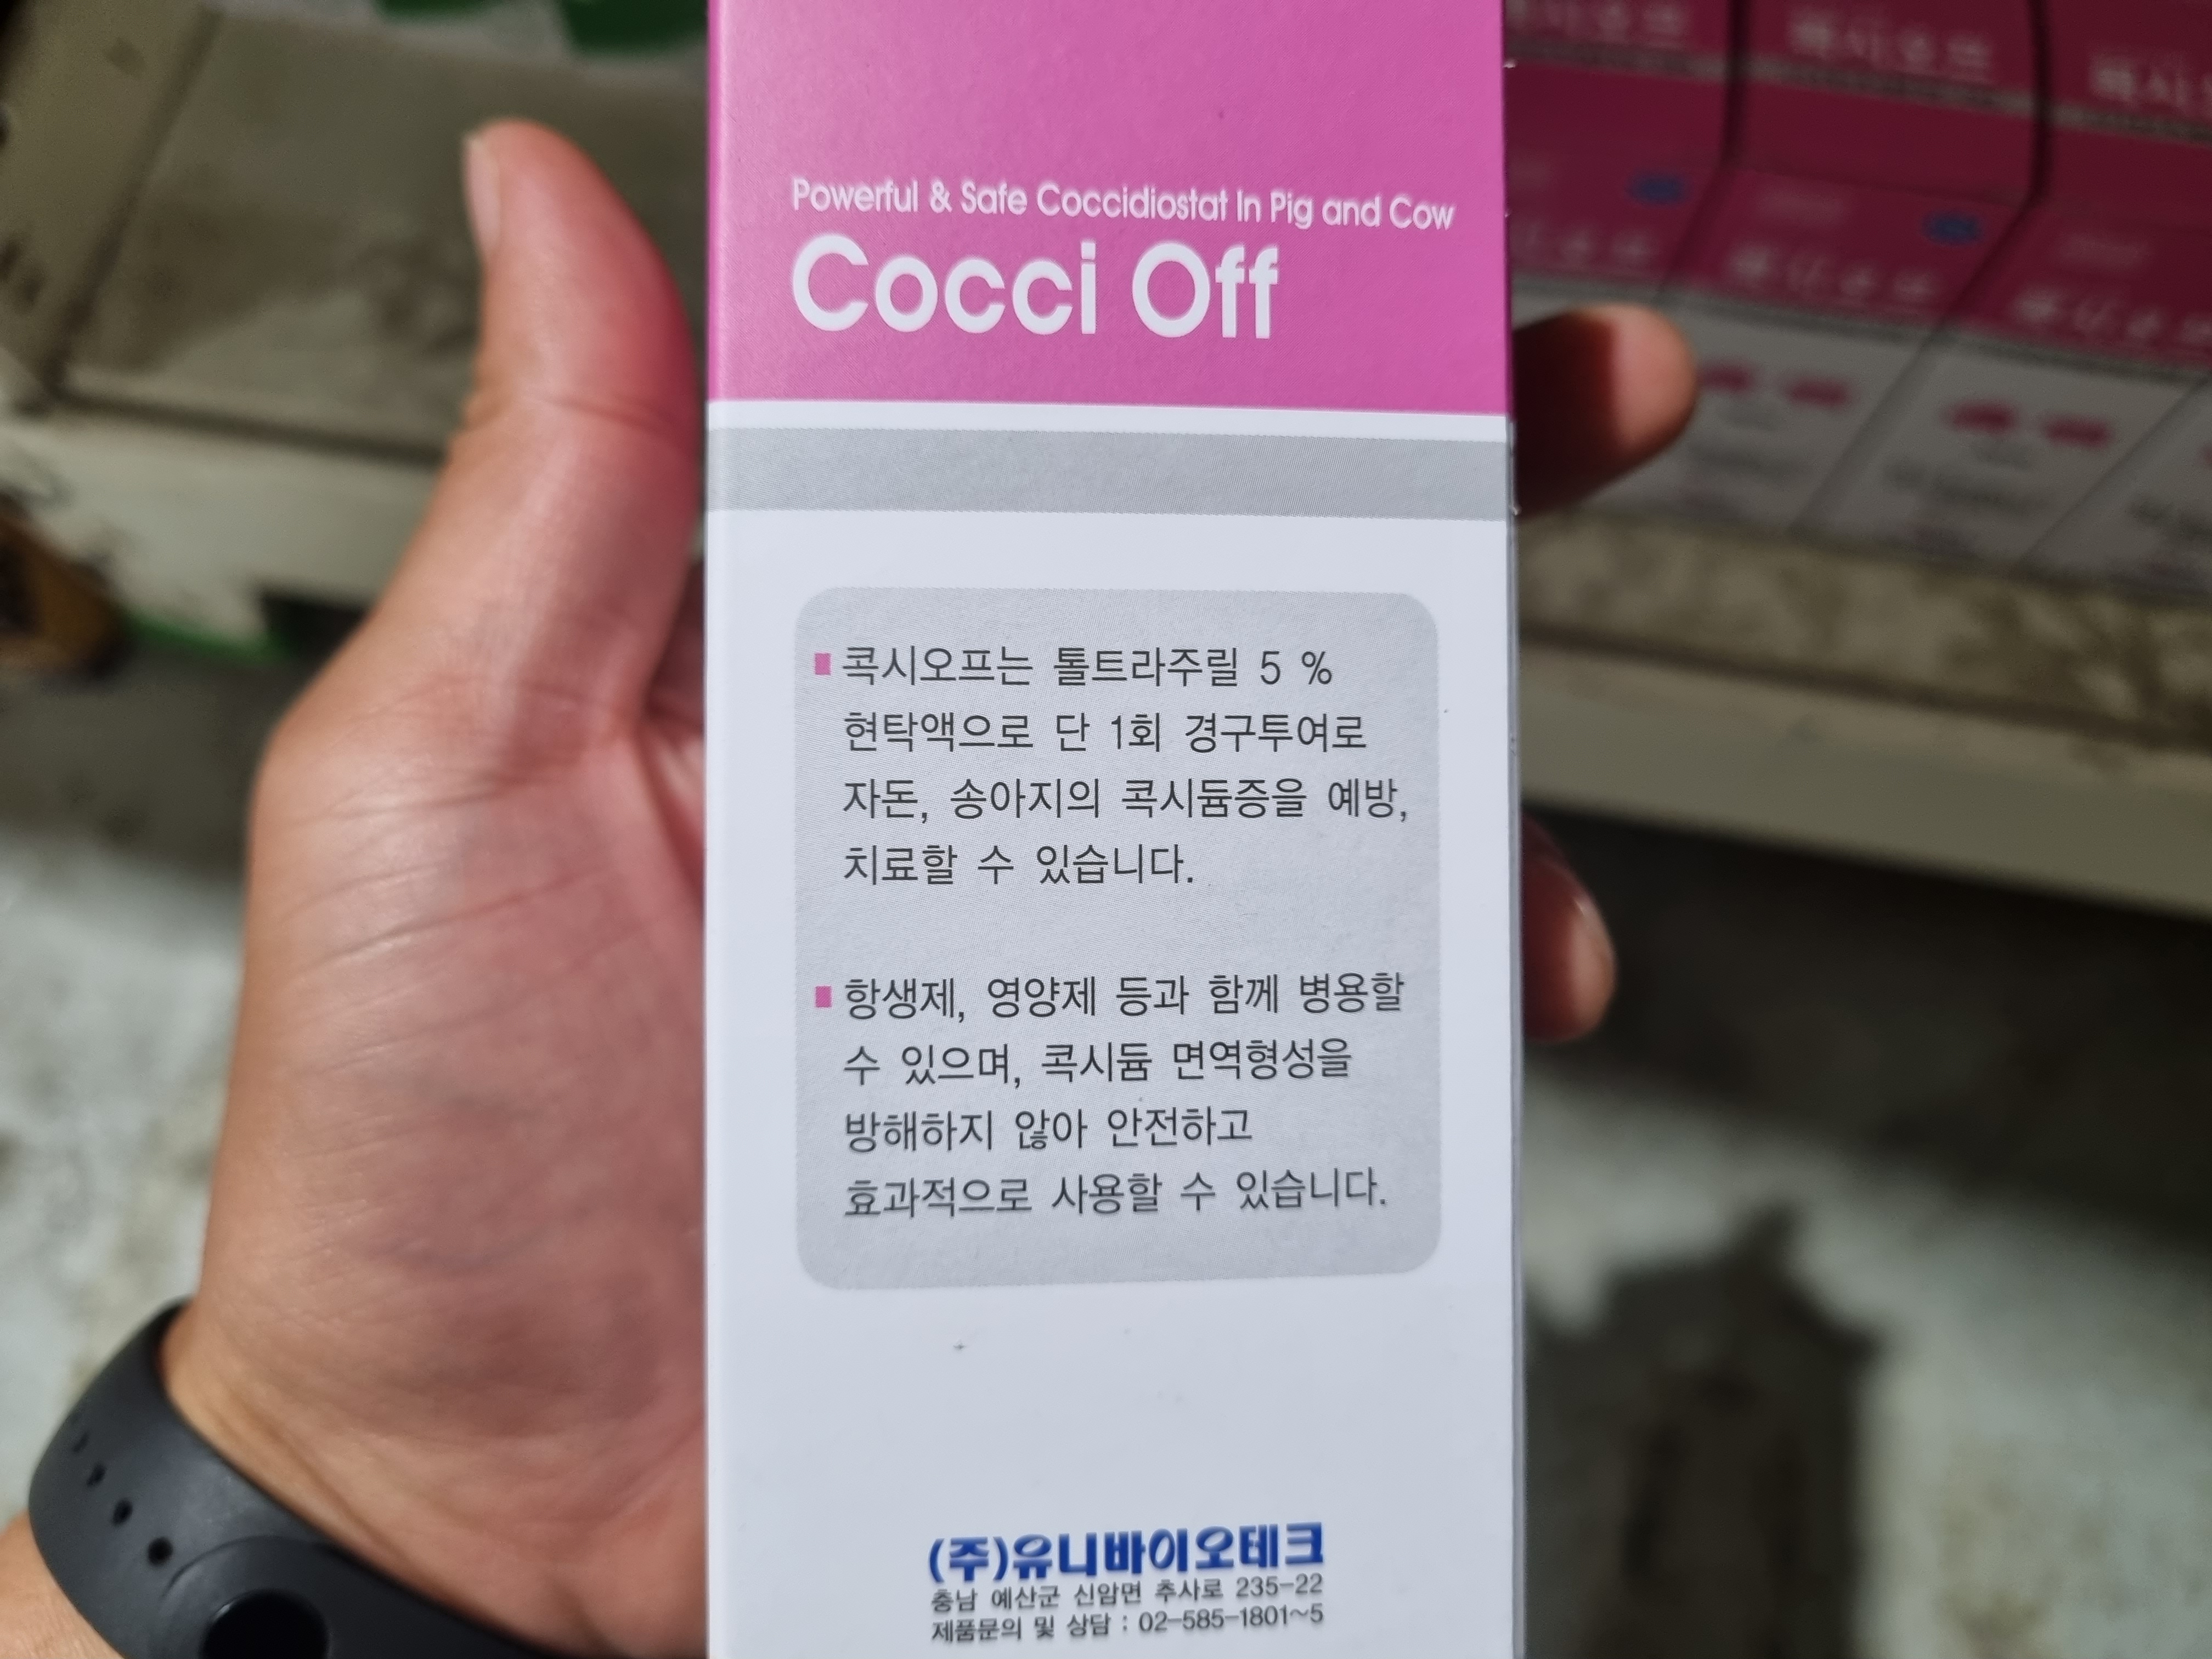 Powerful & Safe Coccidiostat In Pig and Cow
Cocci Off
콕시오프는 톨트라주릴 5 %
현탁액으로 단 1회 경구투여로
자돈, 송아지의 콕시듐증을 예방,
치료할 수 있습니다.
항생제, 영양제 등과 함께 병용할
수 있으며, 콕시듐 면역형성을
방해하지 않아 안전하고
효과적으로 사용할 수 있습니다.
(주)유니바이오테크
충남 예산군 신암면 추사로 235-22
제품문의 및 상담 : 02-585-1801~5